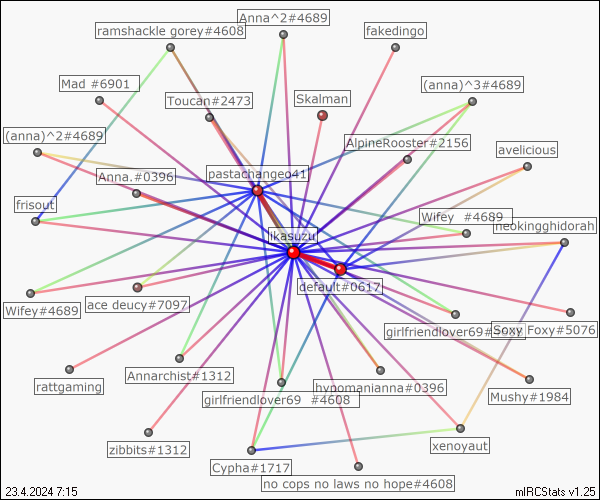 Anna^2#4689
ramshackle gorey#4608
fakedingo
Mad #6901
(anna)^3#4689
Toucan#2473
Skalman
(anna)^2#4689
AlpineRooster#2156
avelicious
pastachangeo41
Anna.#0396
frisout
Wifey #4689
neokingghidorah
ikasuzu
default#0617
Wifey#4689
ace deucy#7097
girlfriendlover69#
Soxy Foxy#5076
Annarchist#1312
rattgaming
hypomanianna#0396
Mushy#1984
girlfriendlover69 #4608
zibbits#1312
xenoyaut
Cypha#1717
no cops no laws no hope#4608
23.4.2024 7:15
mIRCStats v1.25